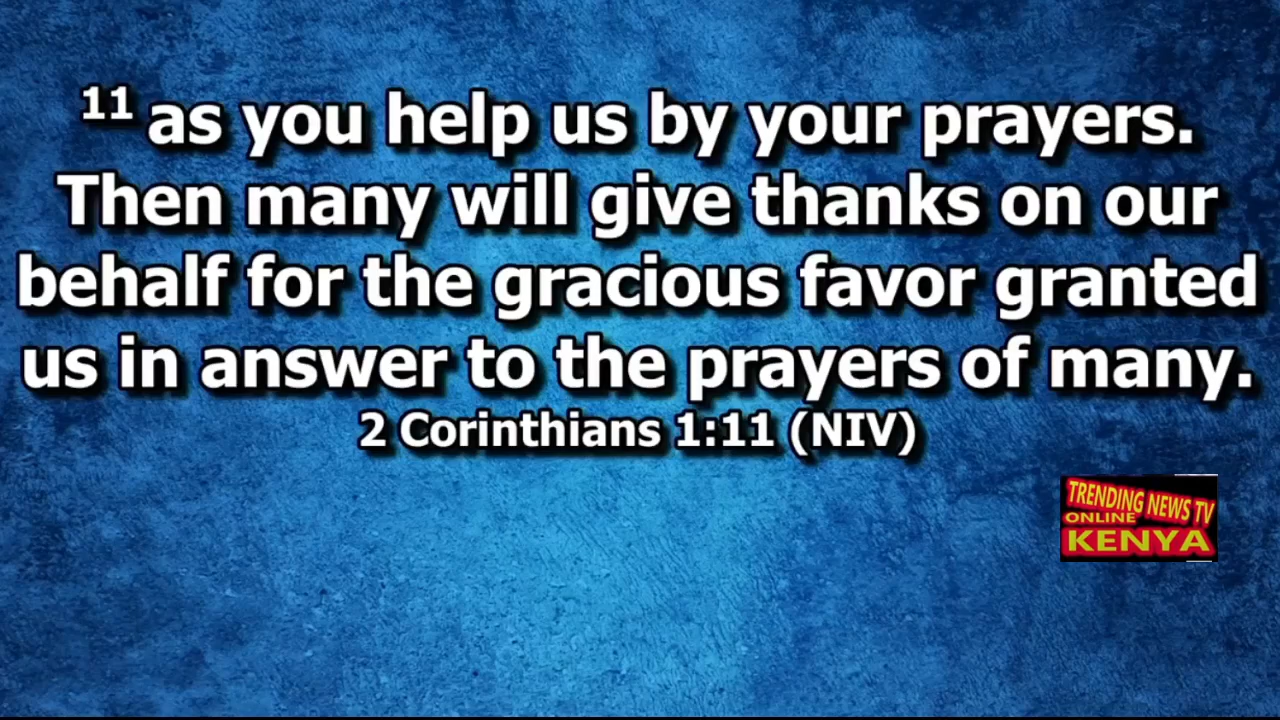 11 as you help us by your prayers.
Then many will give thanks on our
behalf for the gracious favor granted
us in answer to the prayers of many.
2 Corinthians 1:11 (NIV)
TRENDING NEWS TV
ONLINE
KENYA